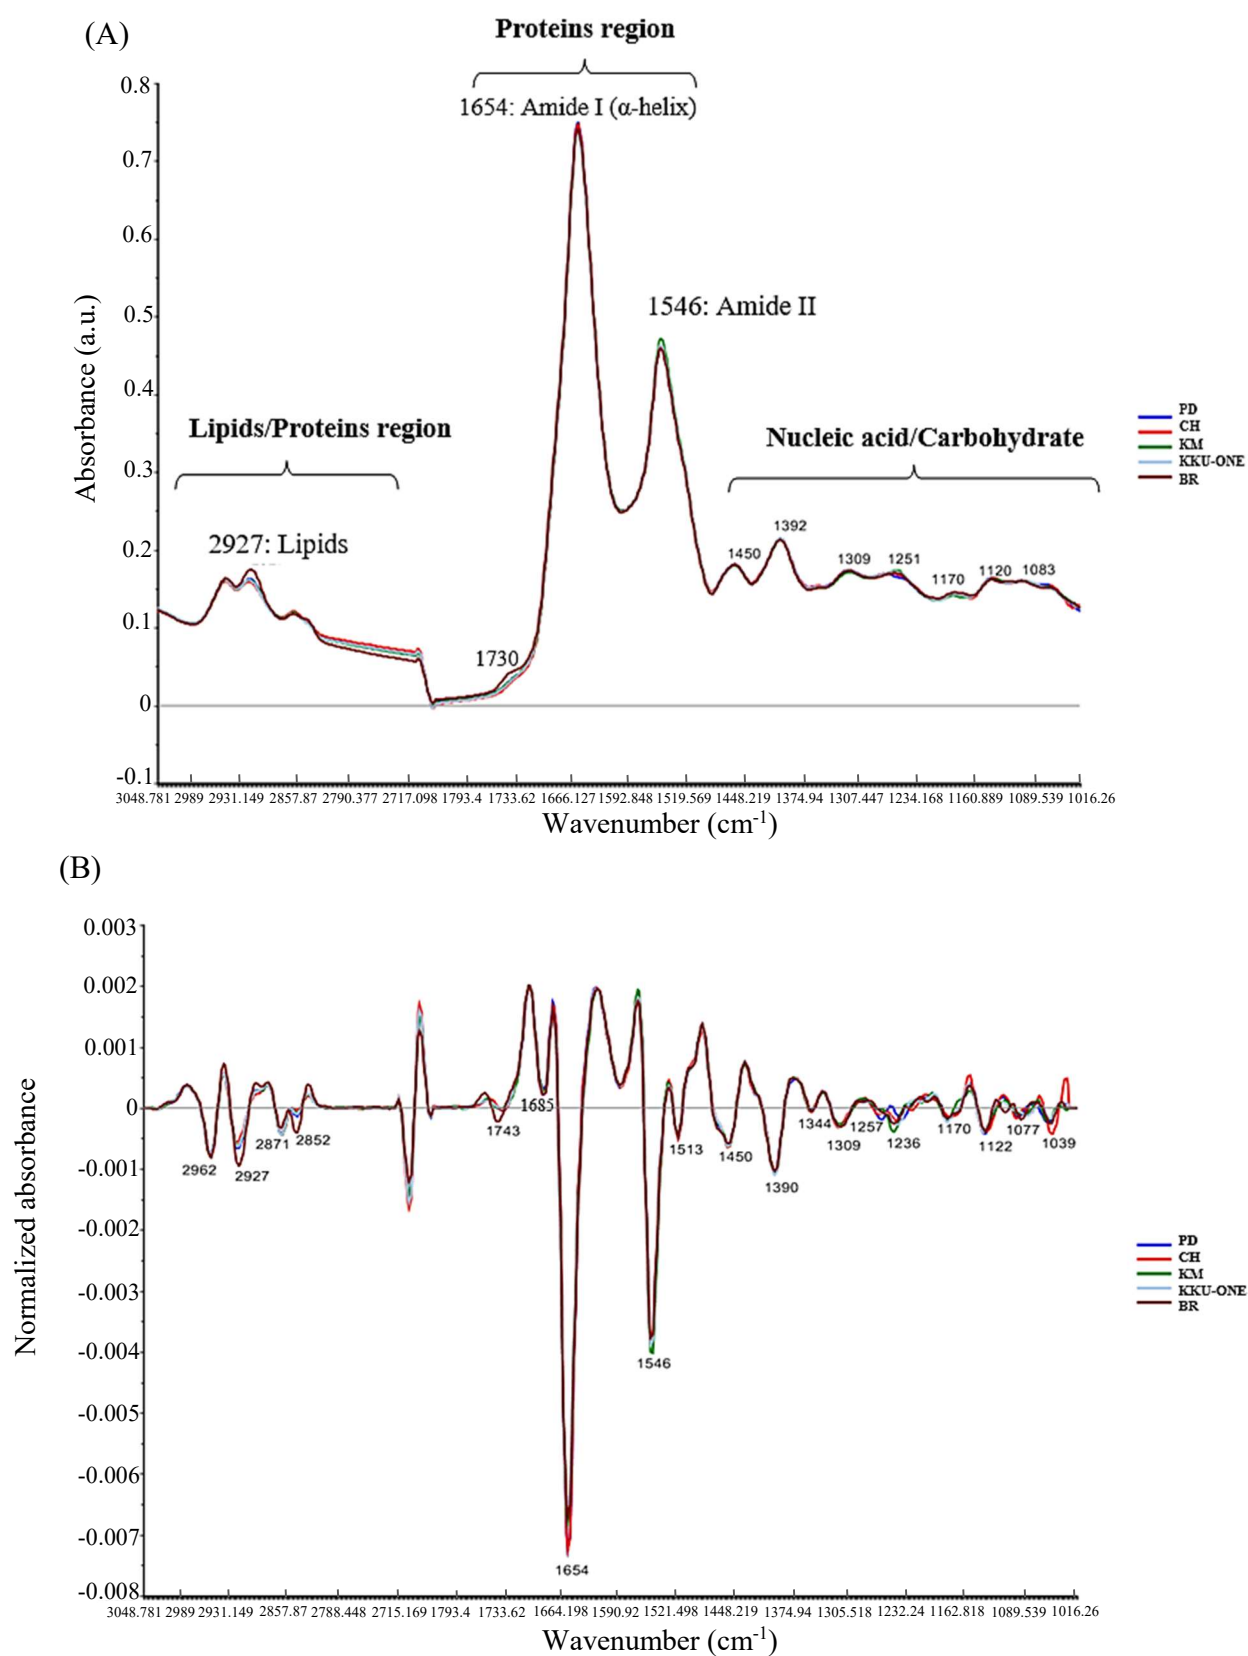 (A)
Proteins region
1654: Amide I (α-helix)
0.8
0.7
0.6
0.5
0.4
0.3
0.2
0.1
0
-0.1
Absorbance (a.u.)
1546: Amide II
Lipids/Proteins region
Nucleic acid/Carbohydrate
2927: Lipids
1730
1450
1392
1309
1251
1170
1120
1083
PD
CH
KM
KKU-ONE
BR
3048.781 2989 2931.149 2857.87 2790.377 2717.098 1793.4 1733.62 1666.127 1592.848 1519.569 1448.219 1374.94 1307.447 1234.168 1160.889 1089.539 1016.26
Wavenumber (cm-1)
(B)
0.003
0.002
0.001
0
-0.001
-0.002
-0.003
-0.004
-0.005
-0.006
-0.007
-0.008
Normalized absorbance
2962
2927
2871
2852
1743
1685
1654
1546
1513
1450
1390
1344
1309
1257
1236
1170
1122
1077
1039
PD
CH
KM
KKU-ONE
BR
3048.781 2989 2931.149 2857.87 2788.448 2715.169 1793.4 1733.62 1664.198 1590.92 1521.498 1448.219 1374.94 1305.518 1232.24 1162.818 1089.539 1016.26
Wavenumber (cm-1)